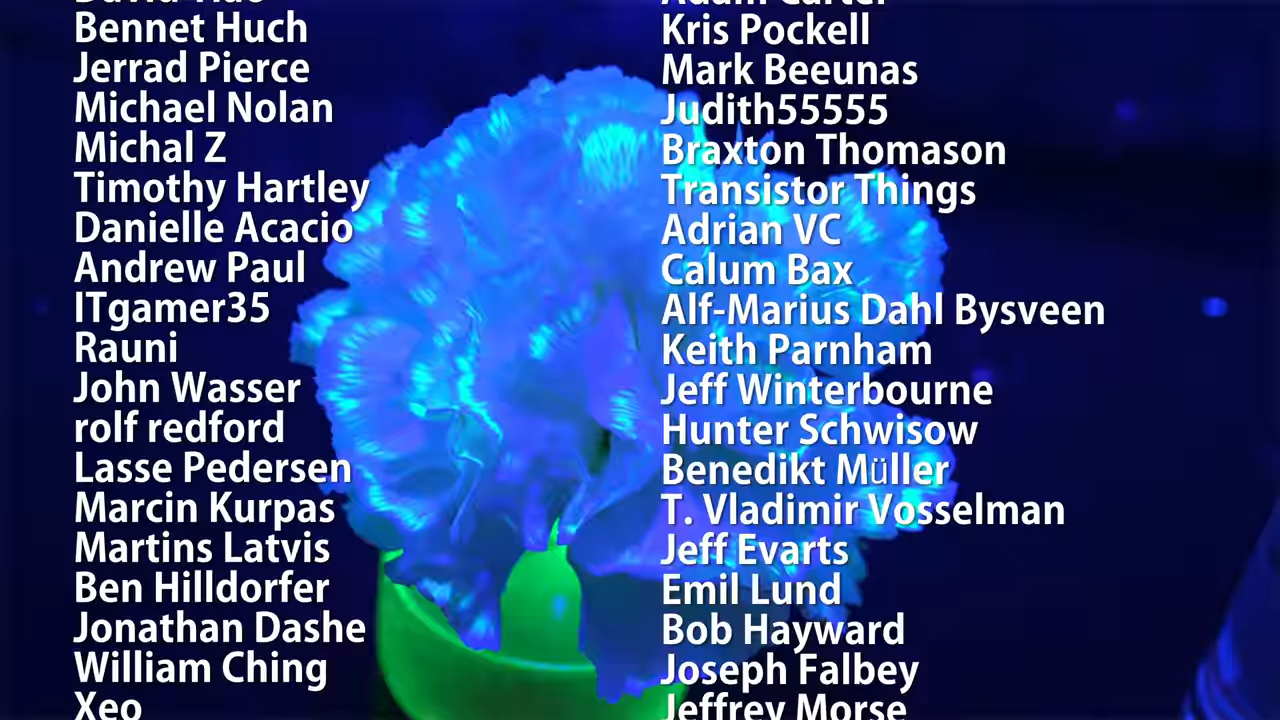 Bennet Huch
Jerrad Pierce
Michael Nolan
Michal Z
Timothy Hartley
Danielle Acacio
Andrew Paul
ITgamer35
Rauni
John Wasser
rolf redford
Lasse Pedersen
Marcin Kurpas
Martins Latvis
Ben Hilldorfer
Jonathan Dashe
William Ching
Xeo
Adam Carter
Kris Pockell
Mark Beeunas
Judith55555
Braxton Thomason
Transistor Things
Adrian VC
Calum Bax
Alf-Marius Dahl Bysveen
Keith Parnham
Jeff Winterbourne
Hunter Schwisow
Benedikt Müller
T. Vladimir Vosselman
Jeff Evarts
Emil Lund
Bob Hayward
Joseph Falbey
Jeffrey Morse